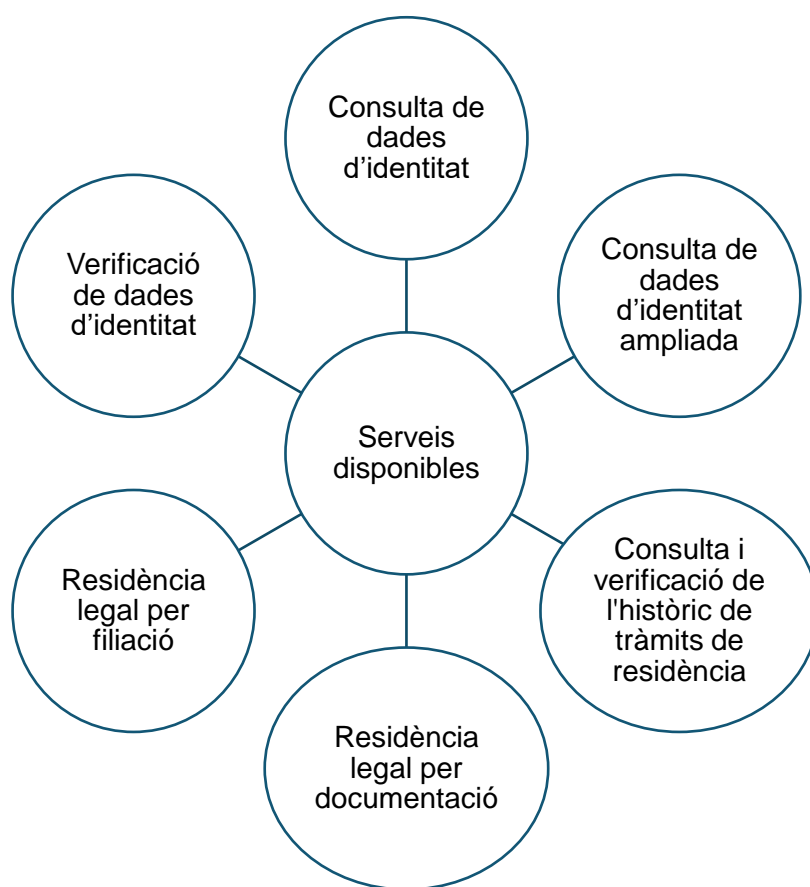 Consulta de
dades
d’identitat
Consulta de
dades
d’identitat
ampliada
Consulta i
verificació de
l'històric de
tràmits de
residència
Residència
legal per
documentació
Residència
legal per
filiació
Verificació
de dades
d’identitat
Serveis
disponibles